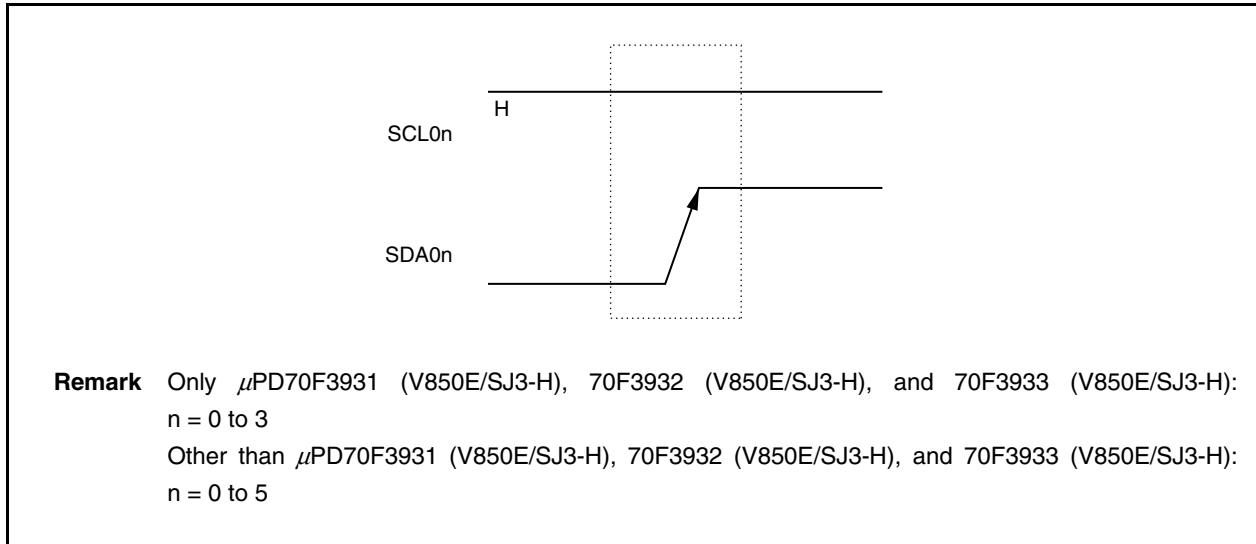 H
SCL0n
SDA0n
Remark Only μPD70F3931 (V850E/SJ3-H), 70F3932 (V850E/SJ3-H), and 70F3933 (V850E/SJ3-H):
n = 0 to 3
Other than μPD70F3931 (V850E/SJ3-H), 70F3932 (V850E/SJ3-H), and 70F3933 (V850E/SJ3-H):
n = 0 to 5